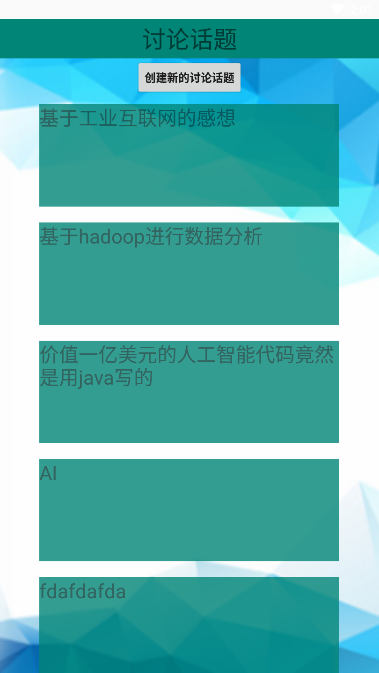 讨论话题
创建新的讨论话题
基于工业互联网的感想
基于hadoop进行数据分析
价值一亿美元的人工智能代码竟然
是用java写的
AI
fdafdafda